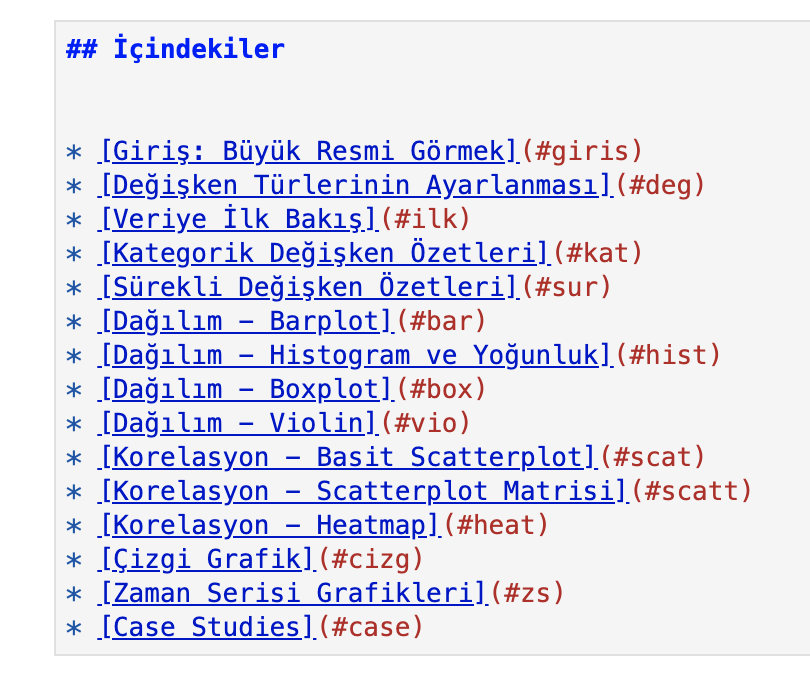 ## İçindekiler
* [Giriş: Büyük Resmi Görmek](#giris)
* [Değişken Türlerinin Ayarlanması](#deg)
* [Veriye İlk Bakış](#ilk)
* [Kategorik Değişken Özetleri](#kat)
* [Sürekli Değişken Özetleri](#sur)
* [Dağılım - Barplot](#bar)
* [Dağılım - Histogram ve Yoğunluk](#hist)
* [Dağılım - Boxplot](#box)
* [Dağılım - Violin](#vio)
* [Korelasyon - Basit Scatterplot](#scat)
* [Korelasyon - Scatterplot Matrisi](#scatt)
* [Korelasyon - Heatmap](#heat)
* [Çizgi Grafik](#cizg)
* [Zaman Serisi Grafikleri](#zs)
* [Case Studies](#case)